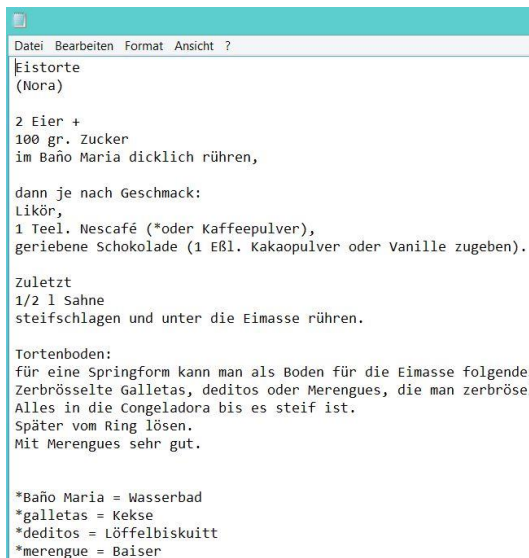 Datei Bearbeiten Format Ansicht ?
Eistorte
(Nora)
2 Eier +
100 gr. Zucker
im Baño Maria dicklich rühren,
dann je nach Geschmack:
Likör,
1 Teel. Nescafé (*oder Kaffeepulver),
geriebene Schokolade (1 Eßl. Kakaopulver oder Vanille zugeben).
Zuletzt
1/2 l Sahne
steifschlagen und unter die Eimasse rühren.
Tortenboden:
für eine Springform kann man als Boden für die Eimasse folgende
Zerbrösselte Galletas, deditos oder Merengues, die man zerbröse
Alles in die Congeladora bis es steif ist.
Später vom Ring lösen.
Mit Merengues sehr gut.
*Baño Maria = Wasserbad
*galletas = Kekse
*deditos = Löffelbiskuitt
*merengue = Baiser